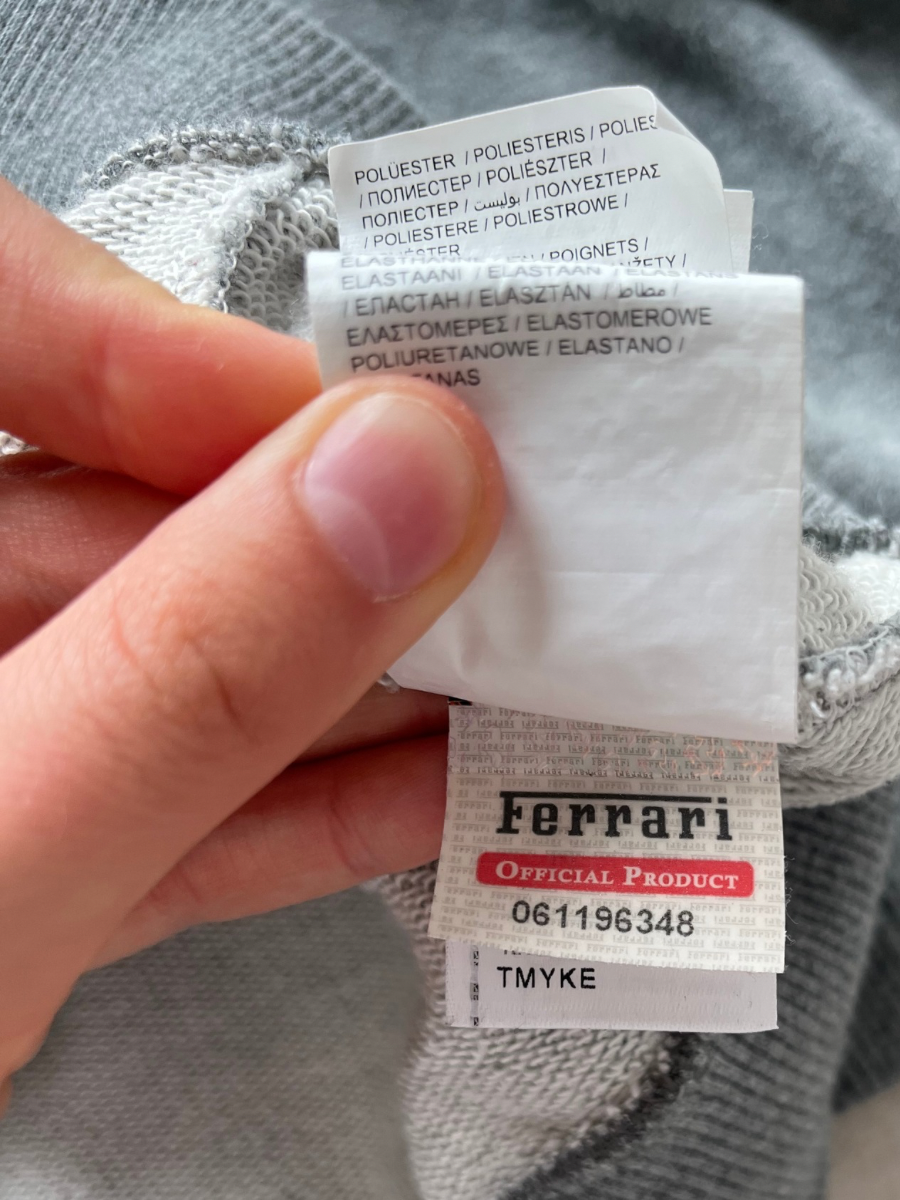 POLÜESTER / POLIESTERIS / POLIES
/ ПОЛИЕСТЕР / POLIÉSZTER /
ПОЛІЕСТЕР / بوليستر / ΠΟΛΥΕΣΤΕΡΑΣ
/ POLIESTERE / POLIESTROWE /
POIGNETS /
ELASTAANI / ELASTAAN / ELASTAN
/ ЕЛАСТАН / ELASZTÁN / مطاط /
ΕΛΑΣΤΟΜΕΡΕΣ / ELASTOMEROWE
POLIURETANOWE / ELASTANO /
Ferrari
OFFICIAL PRODUCT
061196348
TMYKE